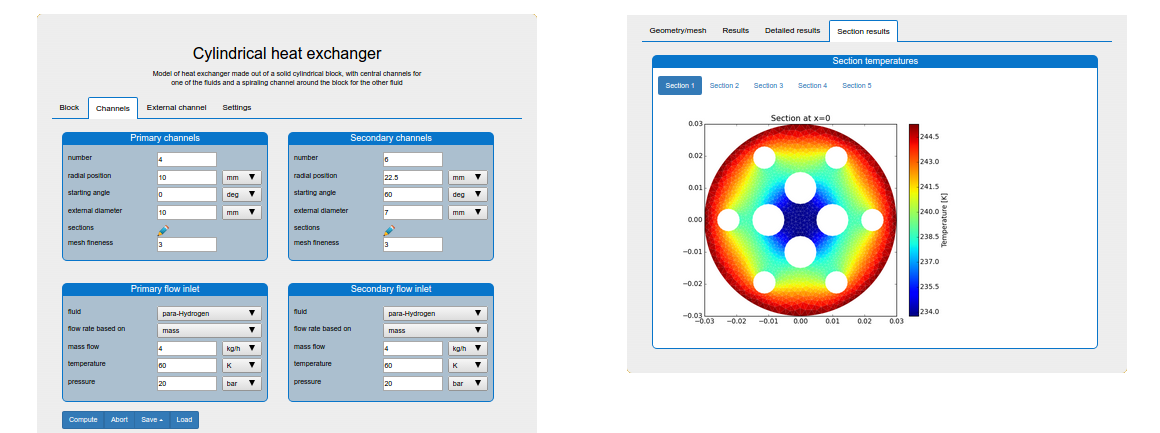 Cylindrical heat exchanger
Model of heat exchanger made out of a solid cylindrical block, with central channels for
one of the fluids and a spiraling channel around the block for the other fluid
Block Channels External channel Settings
Primary channels
number 4
radial position 10 mm
starting angle 0 deg
external diameter 10 mm
sections
mesh fineness 3
Secondary channels
number 6
radial position 22.5 mm
starting angle 60 deg
external diameter 7 mm
sections
mesh fineness 3
Primary flow inlet
fluid para-Hydrogen
flow rate based on mass
mass flow 4 kg/h
temperature 60 K
pressure 20 bar
Secondary flow inlet
fluid para-Hydrogen
flow rate based on mass
mass flow 4 kg/h
temperature 60 K
pressure 20 bar
Compute Abort Save Load
Geometry/mesh Results Detailed results Section results
Section temperatures
Section 1 Section 2 Section 3 Section 4 Section 5
Section at x=0
0.03
0.02
0.01
0.00
−0.01
−0.02
−0.03
−0.03 −0.02 −0.01 0.00 0.01 0.02 0.03
244.5
243.0
241.5
240.0
238.5
237.0
235.5
234.0
Temperature [K]